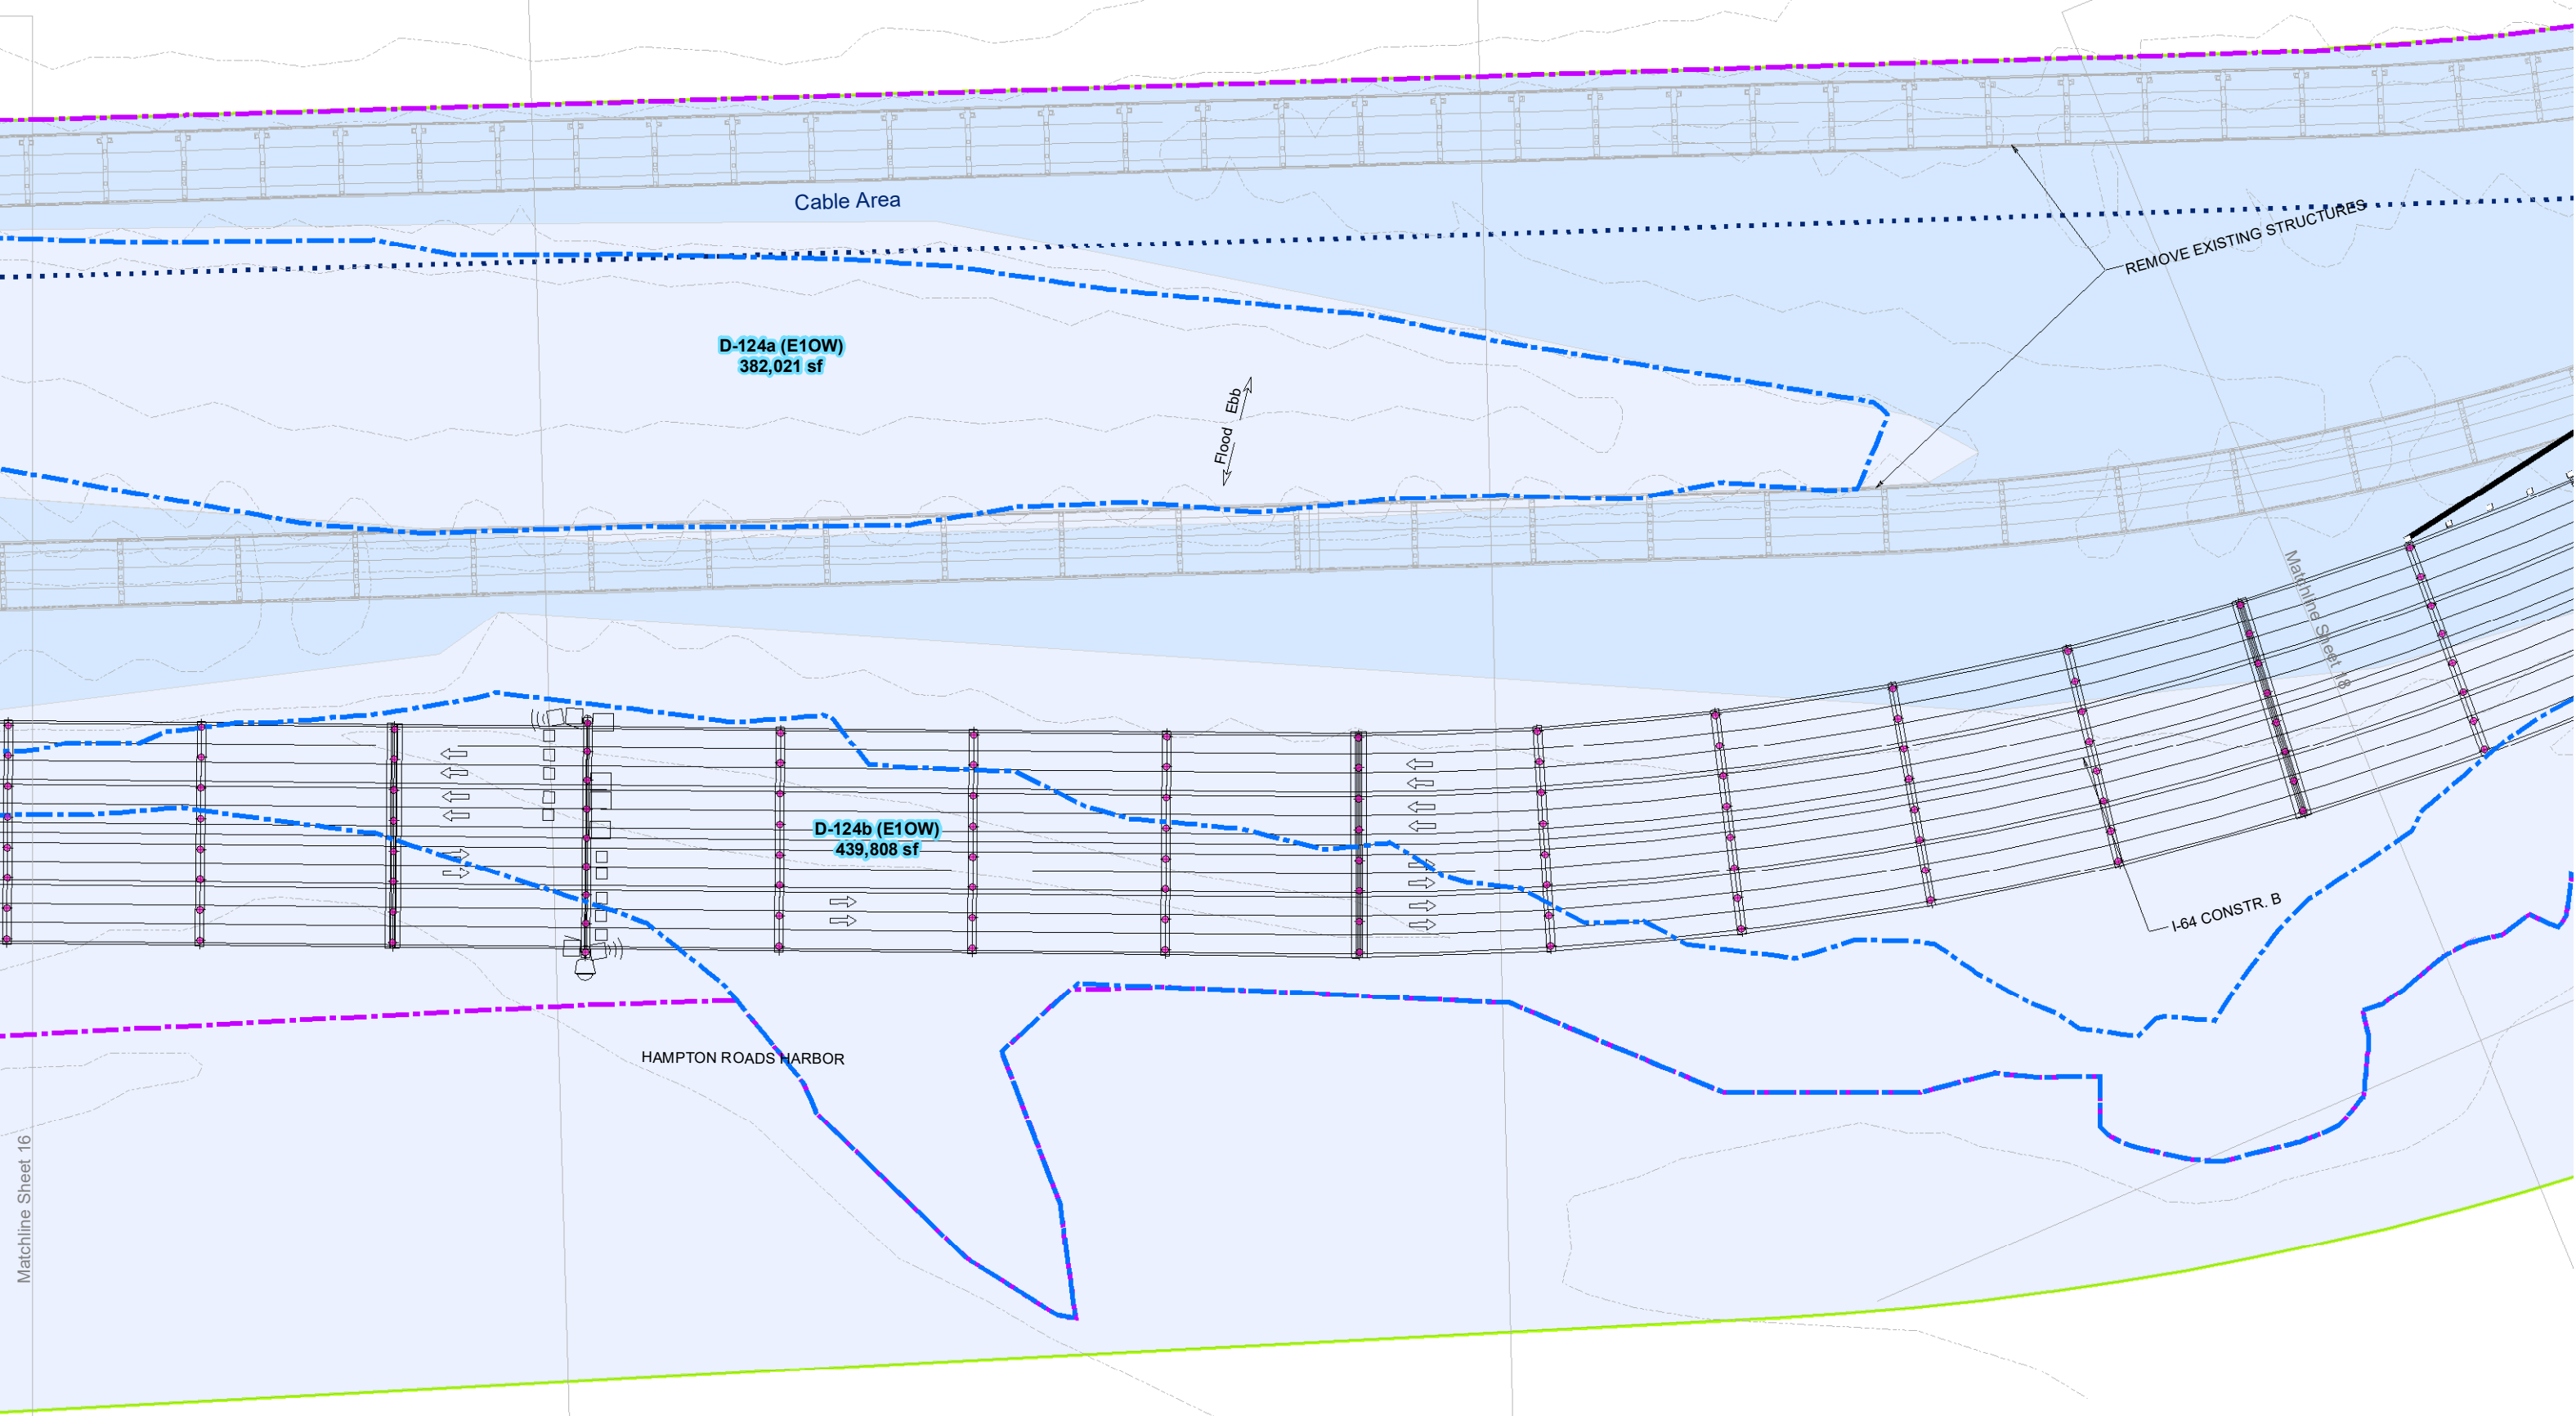 Cable Area
REMOVE EXISTING STRUCTURES
D-124a (E1OW)
382,021 sf
Flood Ebb
Matchline Sheet 18
D-124b (E1OW)
439,808 sf
I-64 CONSTR. B
HAMPTON ROADS HARBOR
Matchline Sheet 16